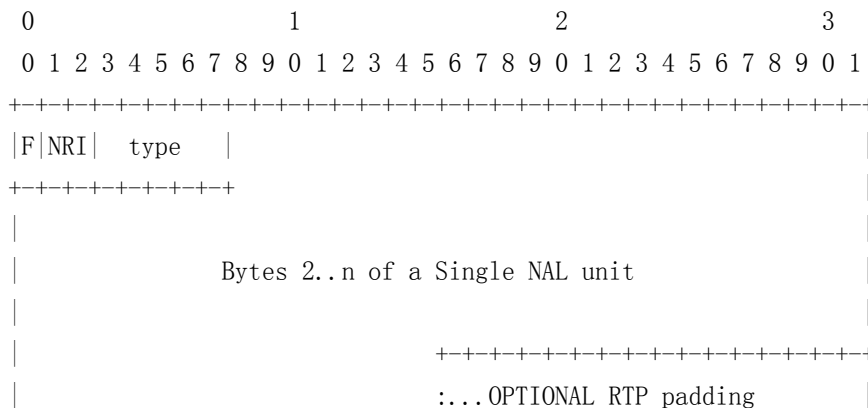 0                   1                   2                   3
0 1 2 3 4 5 6 7 8 9 0 1 2 3 4 5 6 7 8 9 0 1 2 3 4 5 6 7 8 9 0 1
+-+-+-+-+-+-+-+-+-+-+-+-+-+-+-+-+-+-+-+-+-+-+-+-+-+-+-+-+-+-+-+-
|F|NRI|  type   |                                               |
+-+-+-+-+-+-+-+-+                                               |
|                                                               |
|               Bytes 2..n of a Single NAL unit                 |
|                                                               |
|                               +-+-+-+-+-+-+-+-+-+-+-+-+-+-+-+-
|                               :...OPTIONAL RTP padding        |